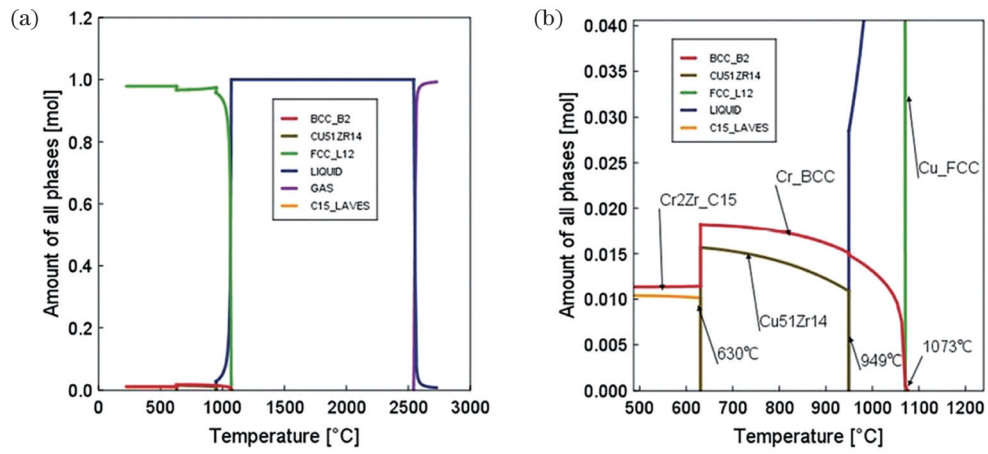 (a)
1.2
1.0
0.8
0.6
0.4
0.2
0.0
Amount of all phases [mol]
BCC_B2
CU51ZR14
FCC_L12
LIQUID
GAS
C15_LAVES
0 500 1000 1500 2000 2500 3000
Temperature [°C]
(b)
0.040
0.035
0.030
0.025
0.020
0.015
0.010
0.005
0.000
Amount of all phases [mol]
BCC_B2
CU51ZR14
FCC_L12
LIQUID
C15_LAVES
Cr_BCC
Cu_FCC
Cr2Zr_C15
Cu51Zr14
630℃
949℃
1073℃
500 600 700 800 900 1000 1100 1200
Temperature [°C]